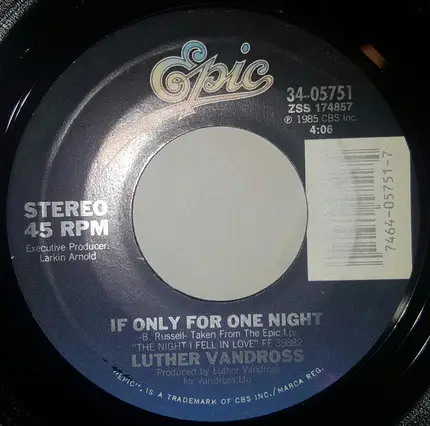 Epic
34-05751
ZSS 174857
℗ 1985 CBS Inc.
4:06
STEREO
45 RPM
Executive Producer:
Larkin Arnold
7464-05751-7
IF ONLY FOR ONE NIGHT
-B. Russell- Taken From The Epic Lp:
"THE NIGHT I FELL IN LOVE" FE 39882
LUTHER VANDROSS
Produced by Luther Vandross
for Vandross Ltd
"EPIC", IS A TRADEMARK OF CBS INC./MARCA REG.